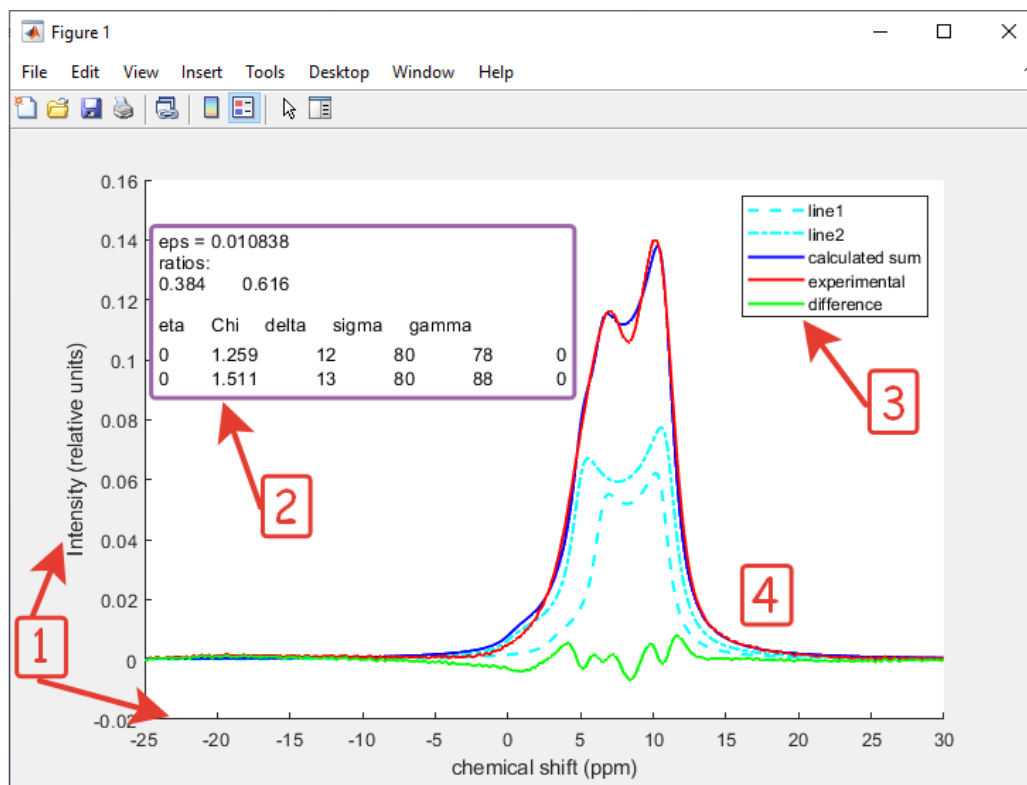 Figure 1
File Edit View Insert Tools Desktop Window Help
0.16
0.14
0.12
0.1
0.08
0.06
0.04
0.02
0
-0.02
Intensity (relative units)
eps = 0.010838
ratios:
0.384 0.616
eta Chi delta sigma gamma
0 1.259 12 80 78 0
0 1.511 13 80 88 0
line1
line2
calculated sum
experimental
difference
1
2
3
4
-25 -20 -15 -10 -5 0 5 10 15 20 25 30
chemical shift (ppm)